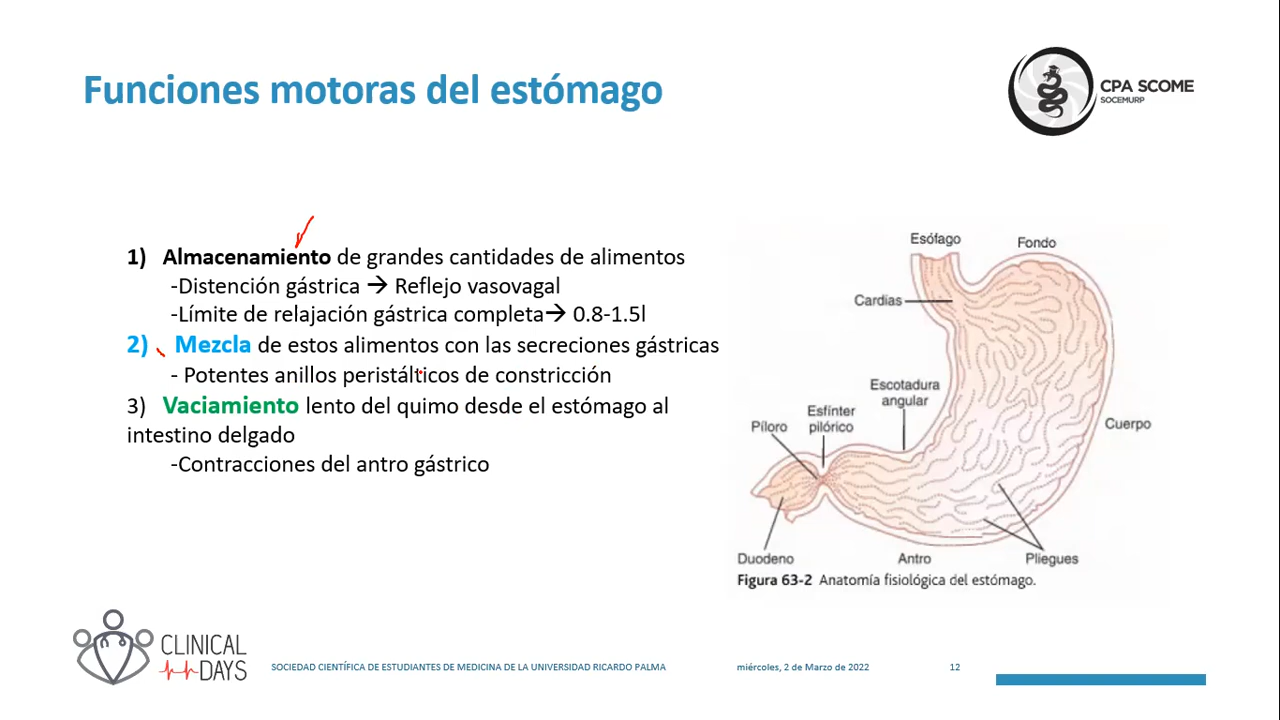 Funciones motoras del estómago
CPA SCOME
SOCEMURP
1) Almacenamiento de grandes cantidades de alimentos
-Distención gástrica → Reflejo vasovagal
-Límite de relajación gástrica completa→ 0.8-1.5l
2) Mezcla de estos alimentos con las secreciones gástricas
- Potentes anillos peristálticos de constricción
3) Vaciamiento lento del quimo desde el estómago al
intestino delgado
-Contracciones del antro gástrico
Esófago
Fondo
Cardias
Escotadura
angular
Esfínter
pilórico
Píloro
Cuerpo
Duodeno
Antro
Pliegues
Figura 63-2 Anatomía fisiológica del estómago.
CLINICAL
DAYS
SOCIEDAD CIENTÍFICA DE ESTUDIANTES DE MEDICINA DE LA UNIVERSIDAD RICARDO PALMA
miércoles, 2 de Marzo de 2022
12